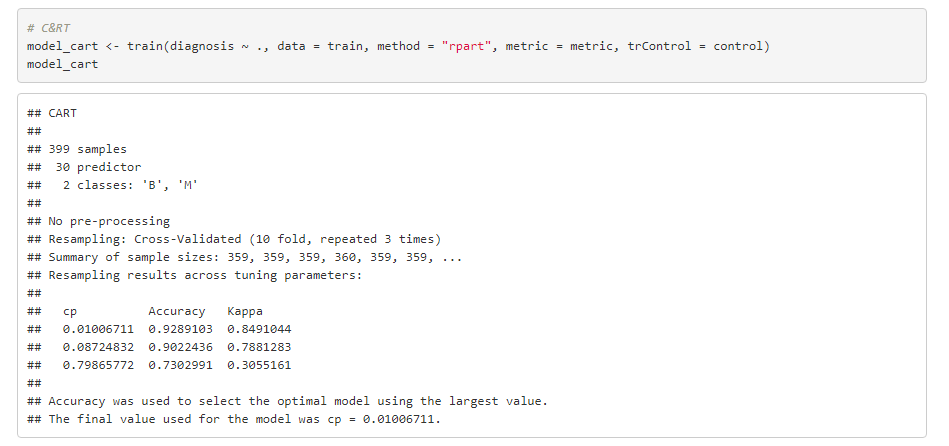 # C&RT
model_cart <- train(diagnosis ~ ., data = train, method = "rpart", metric = metric, trControl = control)
model_cart
## CART
##
## 399 samples
##  30 predictor
##   2 classes: 'B', 'M'
##
## No pre-processing
## Resampling: Cross-Validated (10 fold, repeated 3 times)
## Summary of sample sizes: 359, 359, 359, 360, 359, 359, ...
## Resampling results across tuning parameters:
##
##   cp          Accuracy   Kappa
##   0.01006711  0.9289103  0.8491044
##   0.08724832  0.9022436  0.7881283
##   0.79865772  0.7302991  0.3055161
##
## Accuracy was used to select the optimal model using the largest value.
## The final value used for the model was cp = 0.01006711.